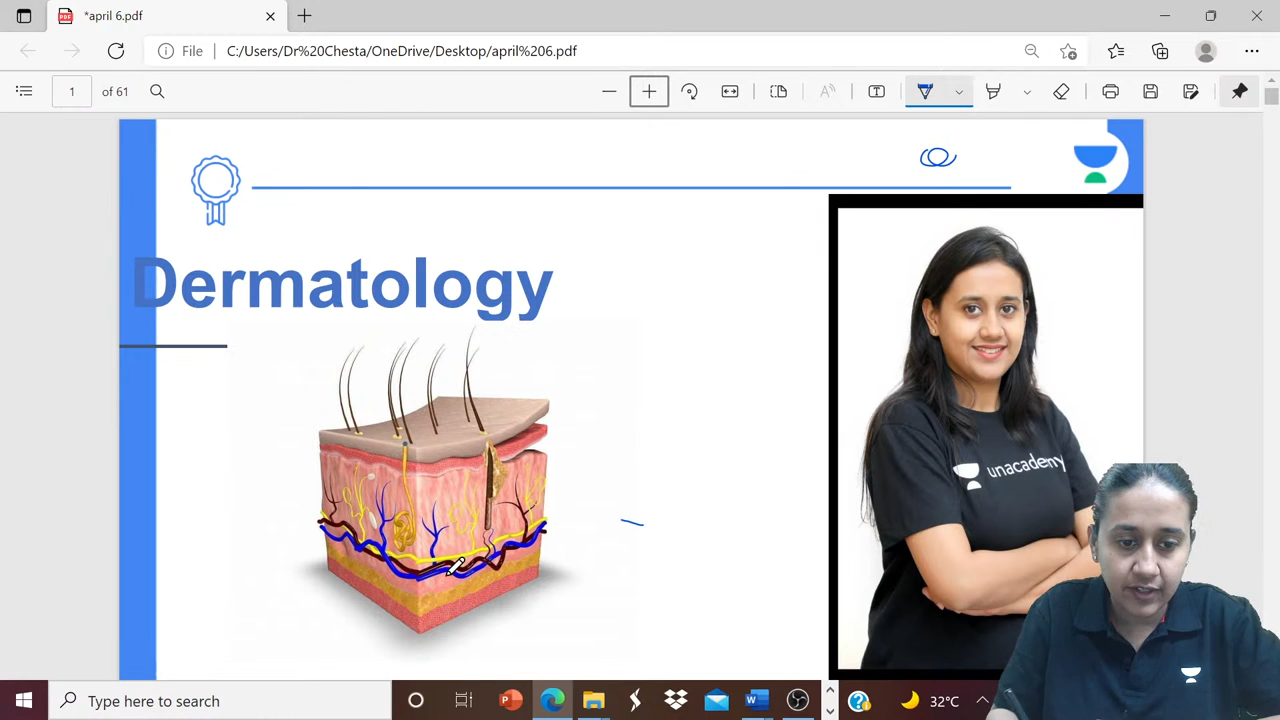 *april 6.pdf
File
C:/Users/Dr%20Chesta/OneDrive/Desktop/april%206.pdf
1 of 61
Dermatology
unacademy
Type here to search
32°C